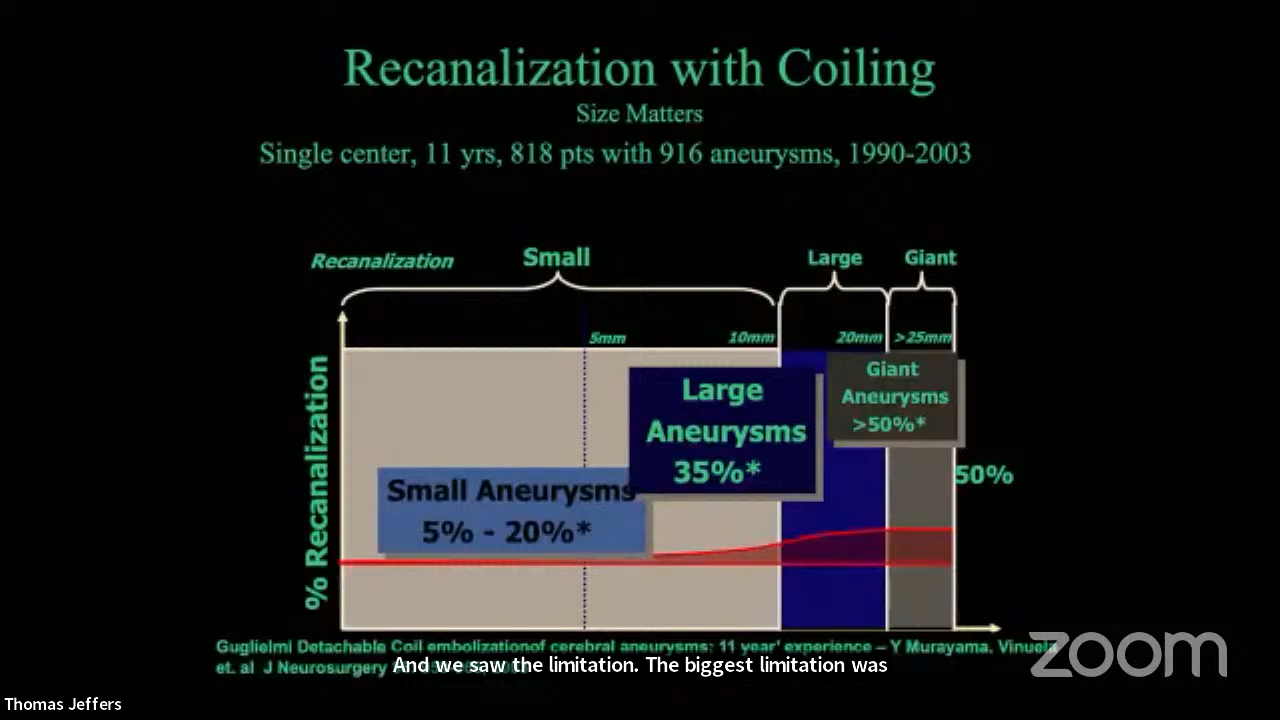 Recanalization with Coiling
Size Matters
Single center, 11 yrs, 818 pts with 916 aneurysms, 1990-2003
Recanalization
Small
Large
Giant
5mm
10mm
20mm
>25mm
% Recanalization
Small Aneurysms
5% - 20%*
Large
Aneurysms
35%*
Giant
Aneurysms
>50%*
50%
Guglielmi Detachable Coil embolizationof cerebral aneurysms: 11 year' experience – Y Murayama. Vinuela
et. al J Neurosurgery
And we saw the limitation. The biggest limitation was
zoom
Thomas Jeffers